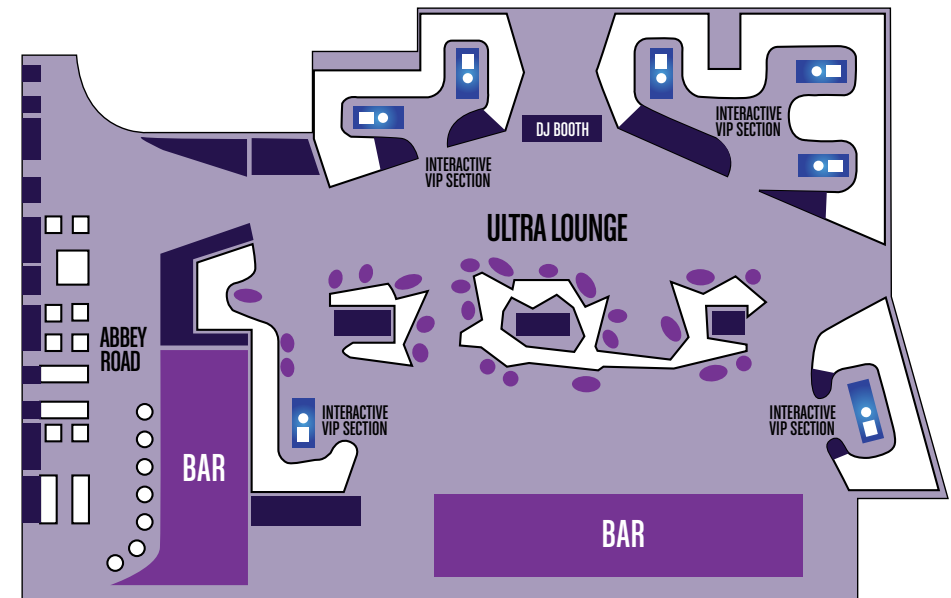 DJ BOOTH
INTERACTIVE
VIP SECTION
INTERACTIVE
VIP SECTION
ULTRA LOUNGE
ABBEY
ROAD
INTERACTIVE
VIP SECTION
INTERACTIVE
VIP SECTION
BAR
BAR